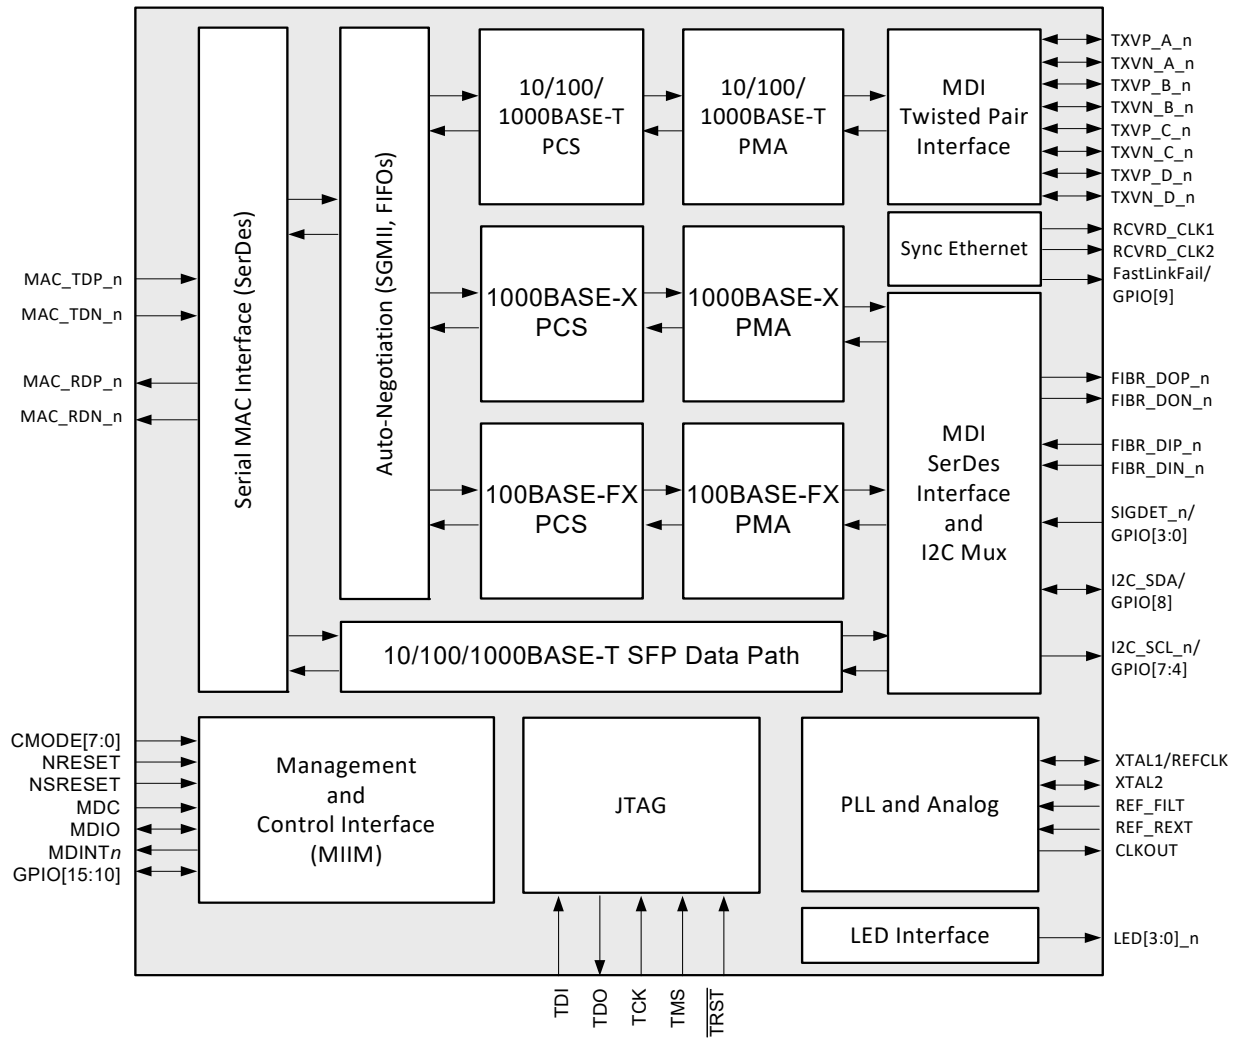 MAC_TDP_n
MAC_TDN_n
MAC_RDP_n
MAC_RDN_n
Serial MAC Interface (SerDes)
Auto-Negotiation (SGMII, FIFOs)
10/100/
1000BASE-T
PCS
10/100/
1000BASE-T
PMA
MDI
Twisted Pair
Interface
TXVP_A_n
TXVN_A_n
TXVP_B_n
TXVN_B_n
TXVP_C_n
TXVN_C_n
TXVP_D_n
TXVN_D_n
Sync Ethernet
RCVRD_CLK1
RCVRD_CLK2
FastLinkFail/
GPIO[9]
1000BASE-X
PCS
1000BASE-X
PMA
100BASE-FX
PCS
100BASE-FX
PMA
MDI
SerDes
Interface
and
I2C Mux
FIBR_DOP_n
FIBR_DON_n
FIBR_DIP_n
FIBR_DIN_n
SIGDET_n/
GPIO[3:0]
I2C_SDA/
GPIO[8]
I2C_SCL_n/
GPIO[7:4]
10/100/1000BASE-T SFP Data Path
CMODE[7:0]
NRESET
NSRESET
MDC
MDIO
MDINTn
GPIO[15:10]
Management
and
Control Interface
(MIIM)
JTAG
PLL and Analog
XTAL1/REFCLK
XTAL2
REF_FILT
REF_REXT
CLKOUT
LED Interface
LED[3:0]_n
TDI
TDO
TCK
TMS
TRST